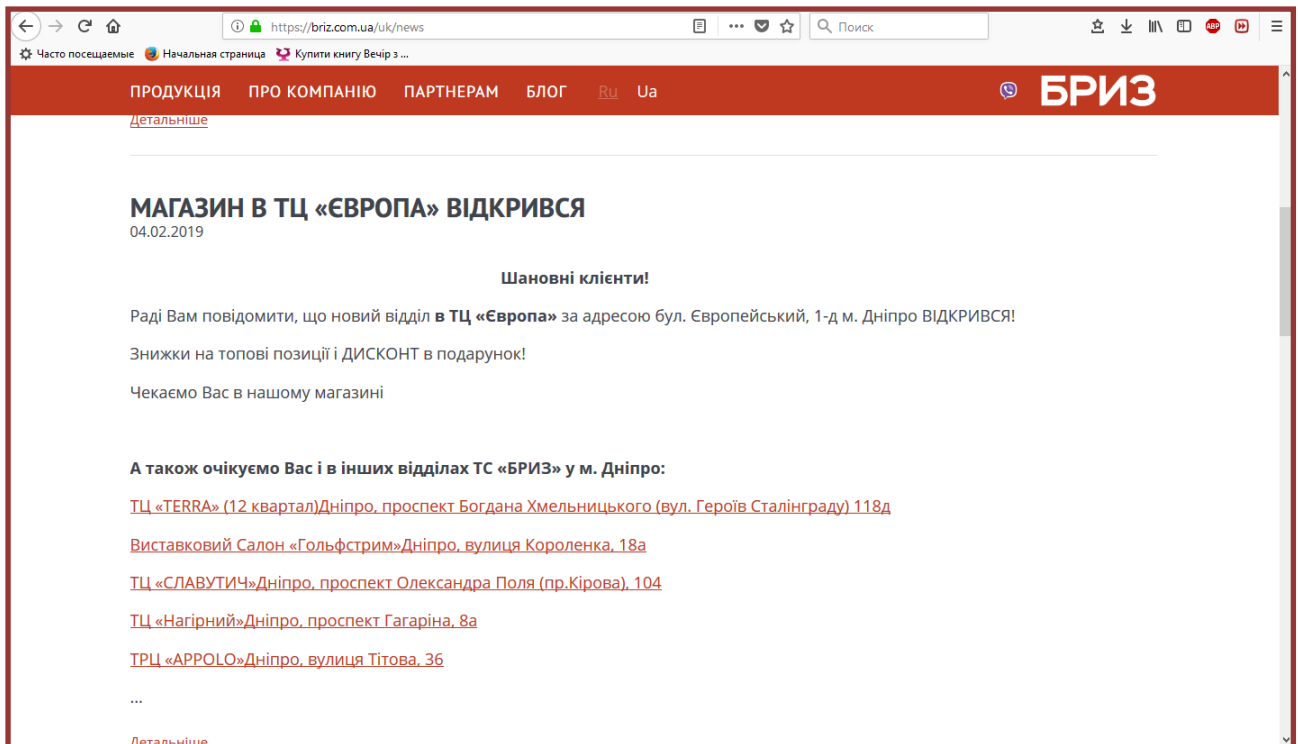 https://briz.com.ua/uk/news
Поиск
ABP
Часто посещаемые Начальная страница Купити книгу Вечір з ...
ПРОДУКЦІЯ ПРО КОМПАНІЮ ПАРТНЕРАМ БЛОГ Ru Ua БРИЗ
Детальніше
МАГАЗИН В ТЦ «ЄВРОПА» ВІДКРИВСЯ
04.02.2019
Шановні клієнти!
Раді Вам повідомити, що новий відділ в ТЦ «Європа» за адресою бул. Європейський, 1-д м. Дніпро ВІДКРИВСЯ!
Знижки на топові позиції і ДИСКОНТ в подарунок!
Чекаємо Вас в нашому магазині
А також очікуємо Вас і в інших відділах ТС «БРИЗ» у м. Дніпро:
ТЦ «TERRA» (12 квартал)Дніпро, проспект Богдана Хмельницького (вул. Героїв Сталінграду) 118д
Виставковий Салон «Гольфстрим»Дніпро, вулиця Короленка, 18а
ТЦ «СЛАВУТИЧ»Дніпро, проспект Олександра Поля (пр.Кірова), 104
ТЦ «Нагірний»Дніпро, проспект Гагаріна, 8а
ТРЦ «APPOLO»Дніпро, вулиця Тітова, 36
...
Детальніше